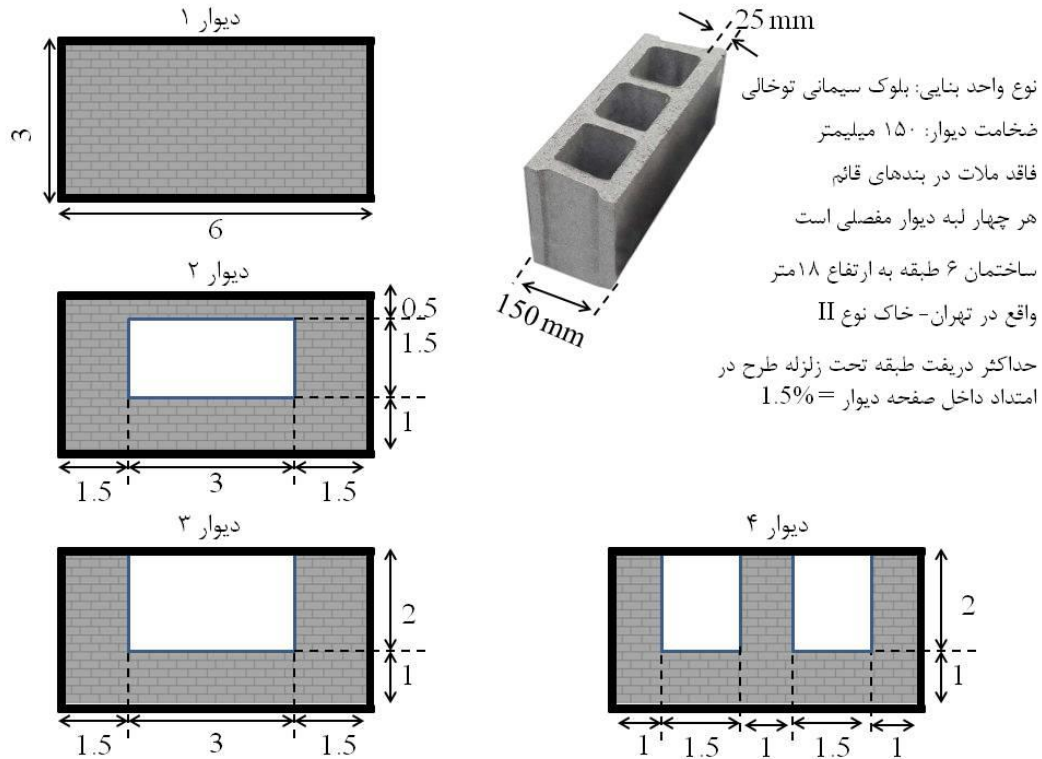 دیوار ۱
3
6
25 mm
150 mm
نوع واحد بنایی: بلوک سیمانی توخالی
ضخامت دیوار: ۱۵۰ میلیمتر
فاقد ملات در بندهای قائم
هر چهار لبه دیوار مفصلی است
ساختمان ۶ طبقه به ارتفاع ۱۸متر
واقع در تهران- خاک نوع II
حداکثر دریفت طبقه تحت زلزله طرح در
امتداد داخل صفحه دیوار = 1.5%
دیوار ۲
0.5
1.5
1
1.5
3
1.5
دیوار ۳
2
1
1.5
3
1.5
دیوار ۴
2
1
1
1.5
1
1.5
1